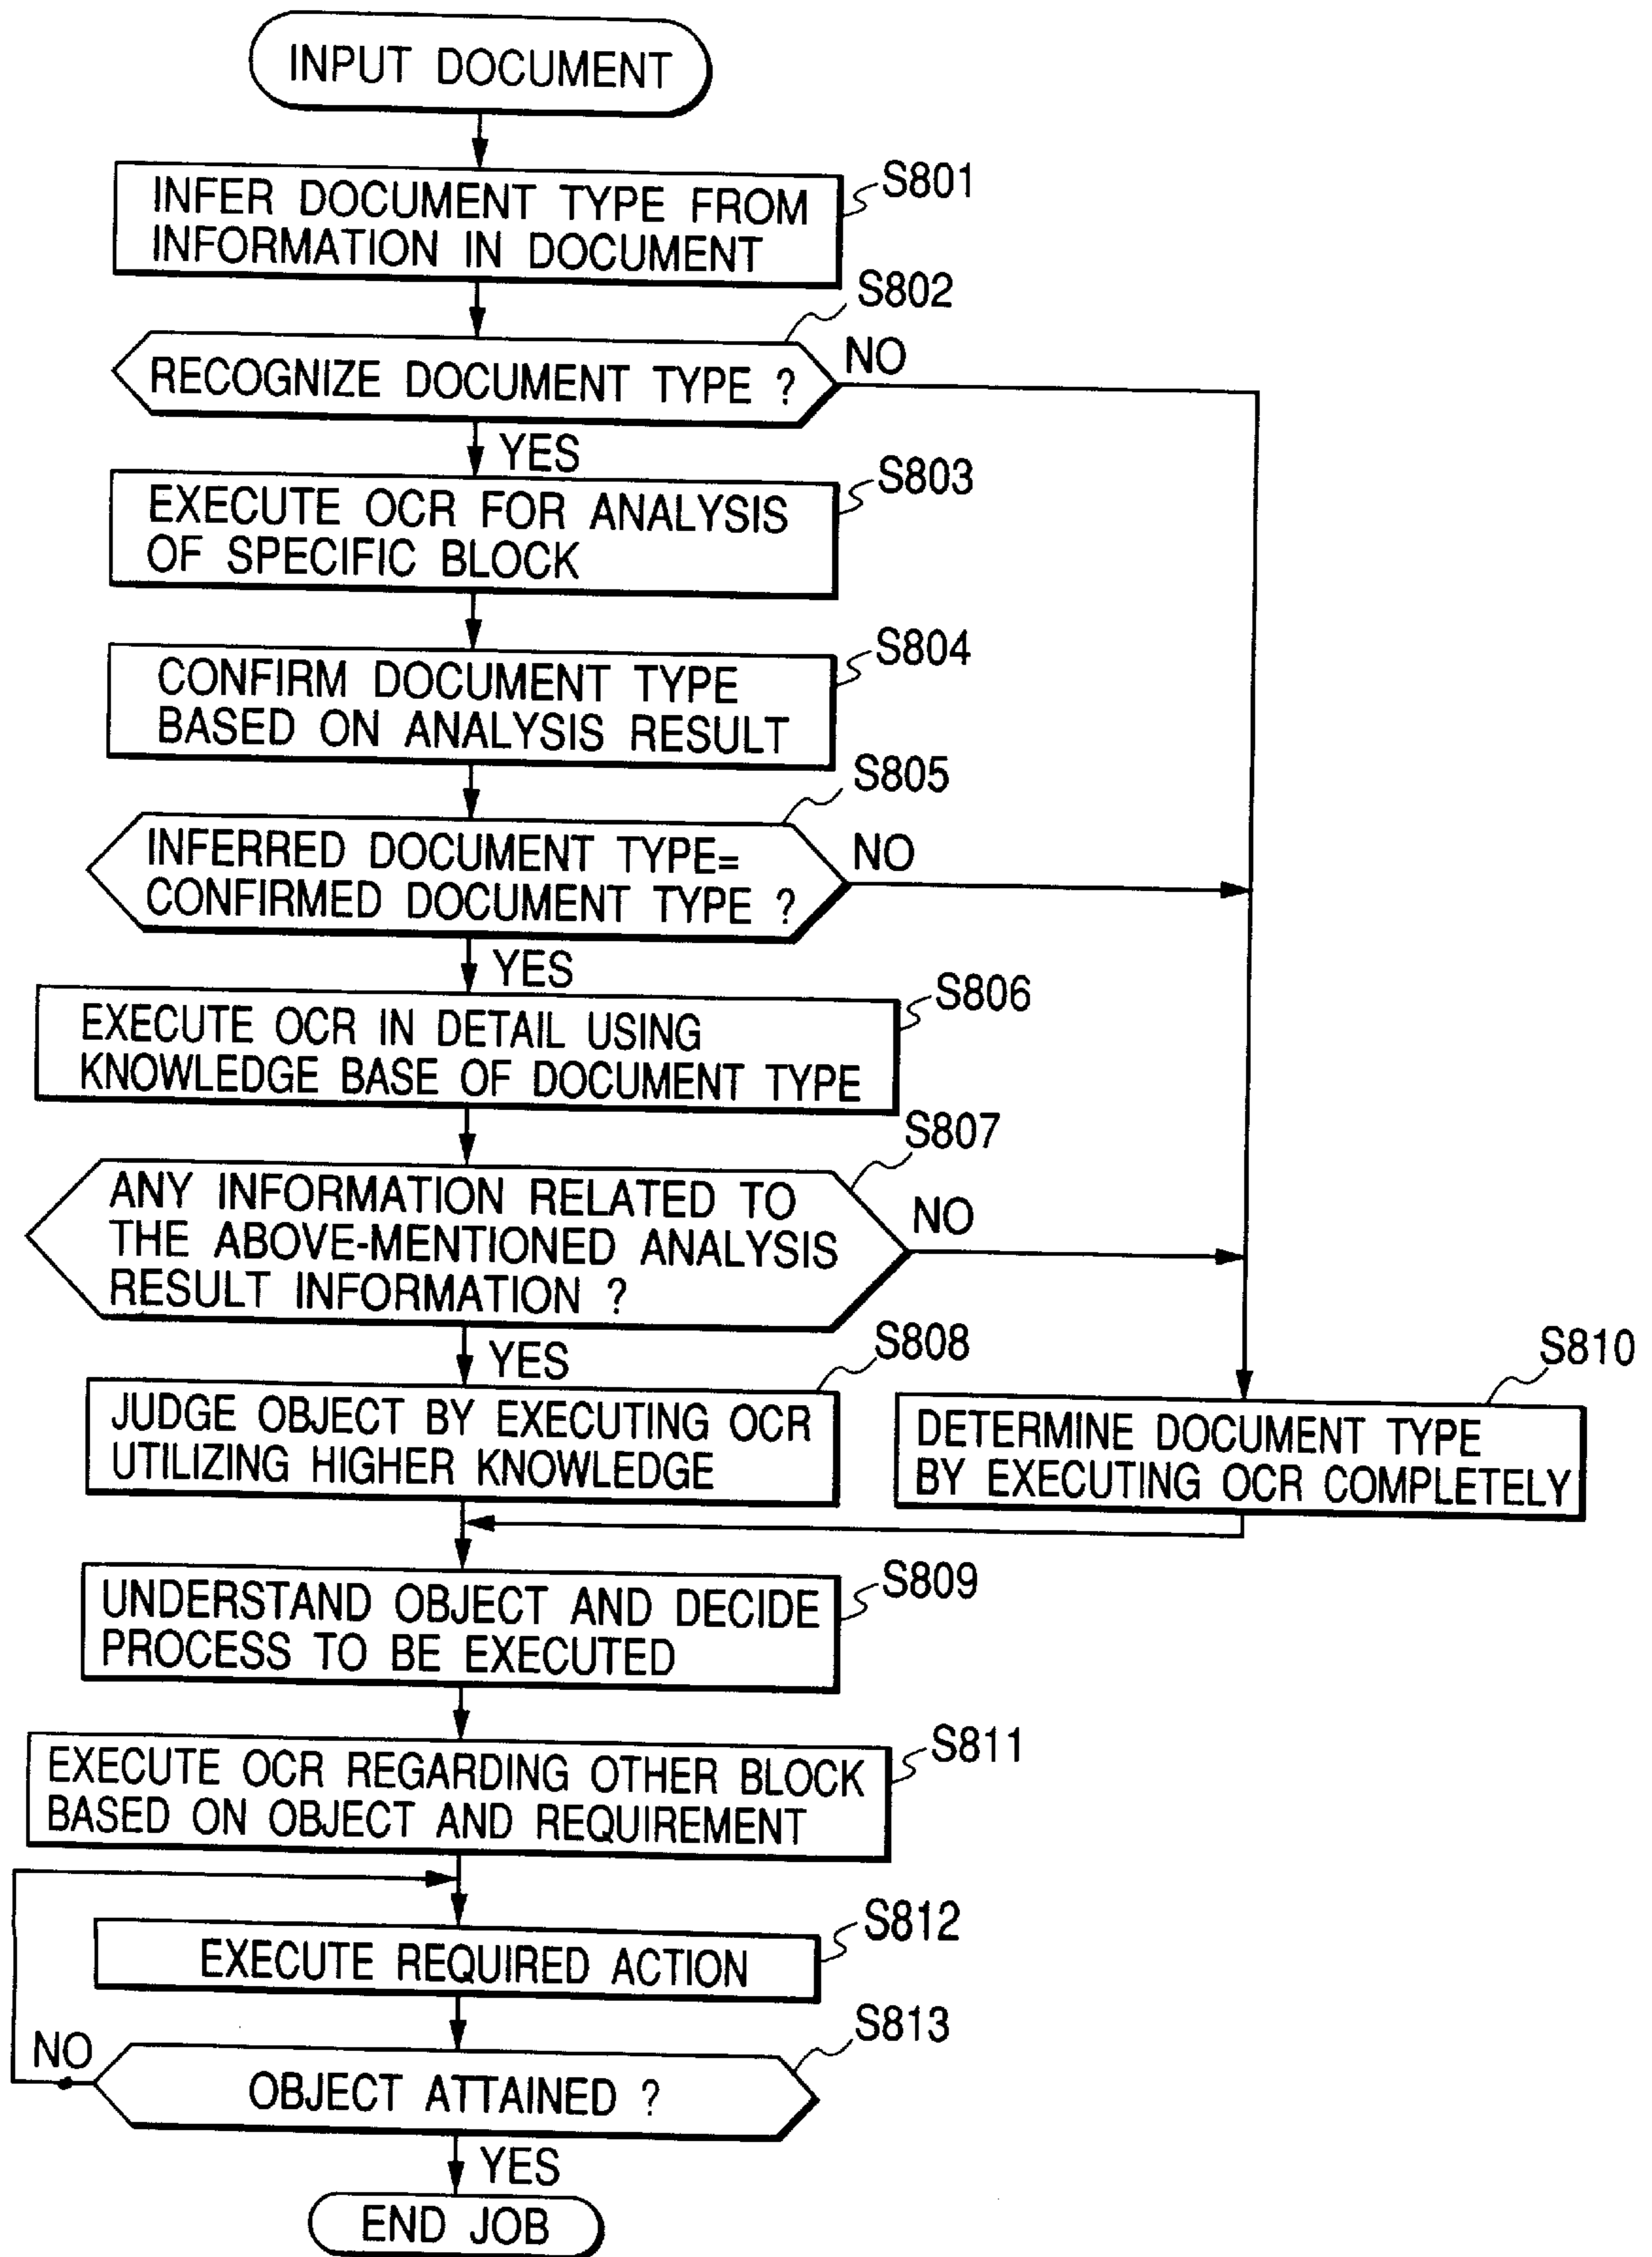 INPUT DOCUMENT
S801
INFER DOCUMENT TYPE FROM
INFORMATION IN DOCUMENT
S802
RECOGNIZE DOCUMENT TYPE ?
NO
YES
S803
EXECUTE OCR FOR ANALYSIS
OF SPECIFIC BLOCK
S804
CONFIRM DOCUMENT TYPE
BASED ON ANALYSIS RESULT
S805
INFERRED DOCUMENT TYPE=
CONFIRMED DOCUMENT TYPE ?
NO
YES
S806
EXECUTE OCR IN DETAIL USING
KNOWLEDGE BASE OF DOCUMENT TYPE
S807
ANY INFORMATION RELATED TO
THE ABOVE-MENTIONED ANALYSIS
RESULT INFORMATION ?
NO
YES
S808
JUDGE OBJECT BY EXECUTING OCR
UTILIZING HIGHER KNOWLEDGE
S810
DETERMINE DOCUMENT TYPE
BY EXECUTING OCR COMPLETELY
S809
UNDERSTAND OBJECT AND DECIDE
PROCESS TO BE EXECUTED
S811
EXECUTE OCR REGARDING OTHER BLOCK
BASED ON OBJECT AND REQUIREMENT
S812
EXECUTE REQUIRED ACTION
S813
NO
OBJECT ATTAINED ?
YES
END JOB